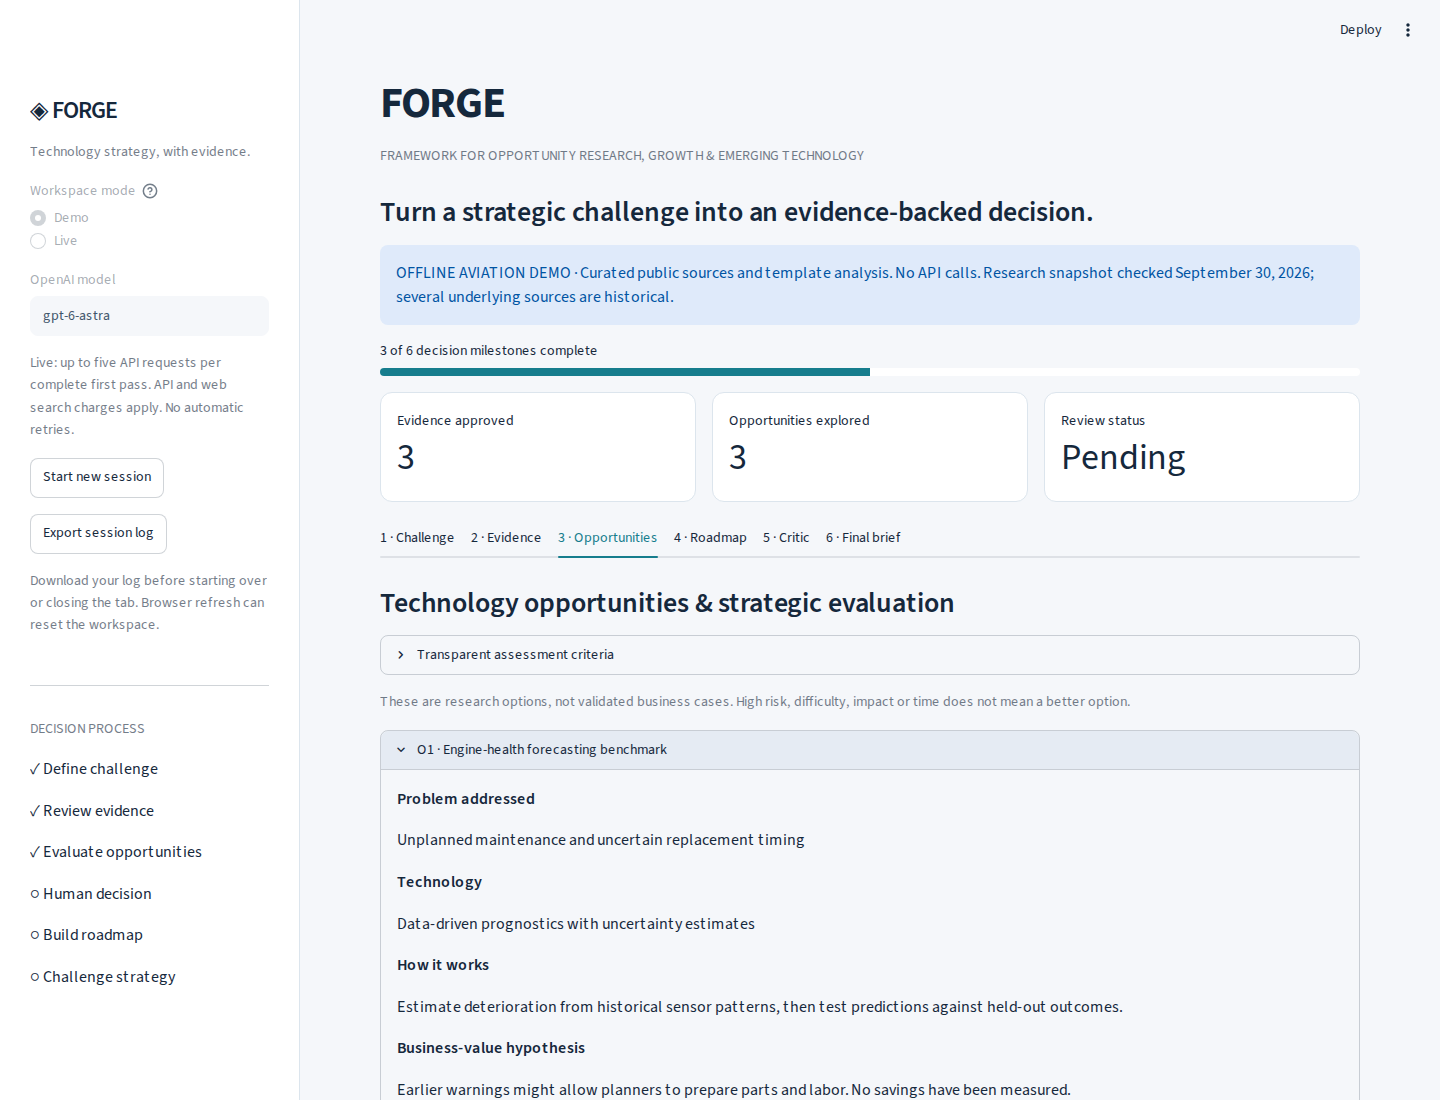 Deploy
◈ FORGE
Technology strategy, with evidence.
Workspace mode
Demo
Live
OpenAI model
gpt-6-astra
Live: up to five API requests per
complete first pass. API and web
search charges apply. No automatic
retries.
Start new session
Export session log
Download your log before starting over
or closing the tab. Browser refresh can
reset the workspace.
DECISION PROCESS
✓ Define challenge
✓ Review evidence
✓ Evaluate opportunities
○ Human decision
○ Build roadmap
○ Challenge strategy
FORGE
FRAMEWORK FOR OPPORTUNITY RESEARCH, GROWTH & EMERGING TECHNOLOGY
Turn a strategic challenge into an evidence-backed decision.
OFFLINE AVIATION DEMO · Curated public sources and template analysis. No API calls. Research snapshot checked September 30, 2026;
several underlying sources are historical.
3 of 6 decision milestones complete
Evidence approved
3
Opportunities explored
3
Review status
Pending
1 · Challenge 2 · Evidence 3 · Opportunities 4 · Roadmap 5 · Critic 6 · Final brief
Technology opportunities & strategic evaluation
Transparent assessment criteria
These are research options, not validated business cases. High risk, difficulty, impact or time does not mean a better option.
O1 · Engine-health forecasting benchmark
Problem addressed
Unplanned maintenance and uncertain replacement timing
Technology
Data-driven prognostics with uncertainty estimates
How it works
Estimate deterioration from historical sensor patterns, then test predictions against held-out outcomes.
Business-value hypothesis
Earlier warnings might allow planners to prepare parts and labor. No savings have been measured.